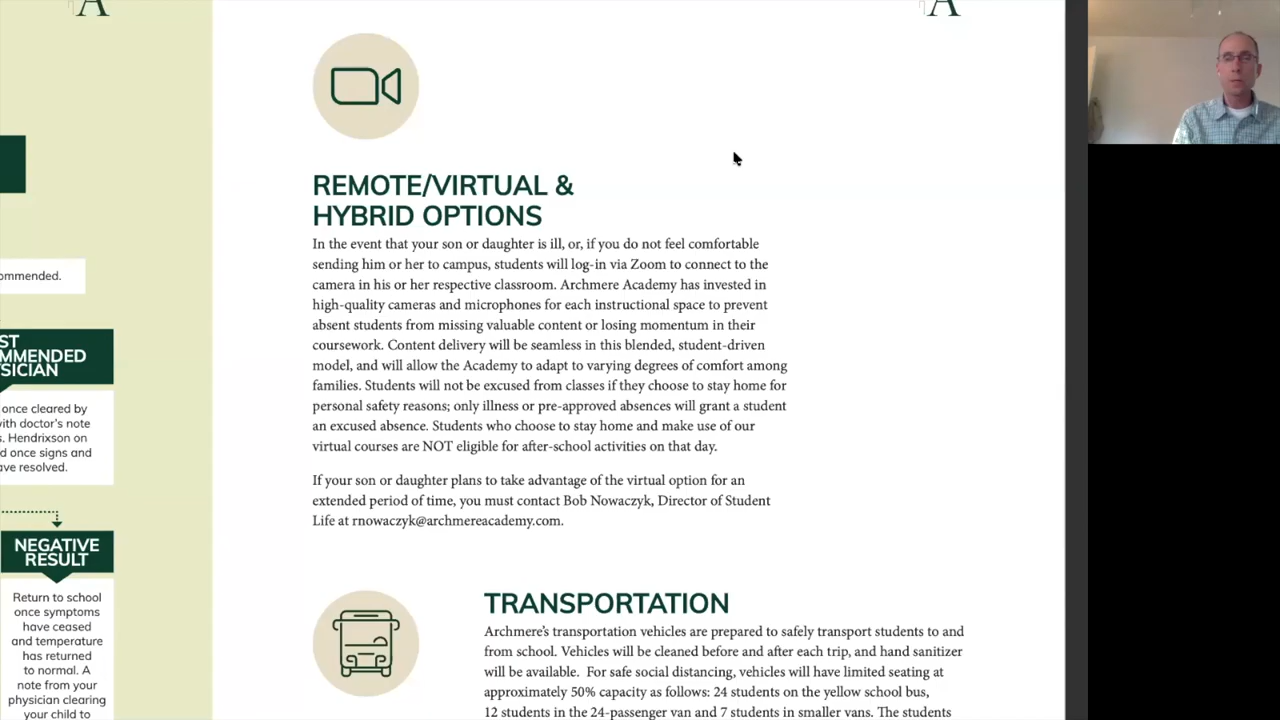 A
A
ommended.
ST
MMENDED
SICIAN
once cleared by
with doctor's note
s. Hendrixson on
d once signs and
ave resolved.
NEGATIVE
RESULT
Return to school
once symptoms
have ceased
and temperature
has returned
to normal. A
note from your
physician clearing
your child to
REMOTE/VIRTUAL &
HYBRID OPTIONS
In the event that your son or daughter is ill, or, if you do not feel comfortable
sending him or her to campus, students will log-in via Zoom to connect to the
camera in his or her respective classroom. Archmere Academy has invested in
high-quality cameras and microphones for each instructional space to prevent
absent students from missing valuable content or losing momentum in their
coursework. Content delivery will be seamless in this blended, student-driven
model, and will allow the Academy to adapt to varying degrees of comfort among
families. Students will not be excused from classes if they choose to stay home for
personal safety reasons; only illness or pre-approved absences will grant a student
an excused absence. Students who choose to stay home and make use of our
virtual courses are NOT eligible for after-school activities on that day.
If your son or daughter plans to take advantage of the virtual option for an
extended period of time, you must contact Bob Nowaczyk, Director of Student
Life at rnowaczyk@archmereacademy.com.
TRANSPORTATION
Archmere's transportation vehicles are prepared to safely transport students to and
from school. Vehicles will be cleaned before and after each trip, and hand sanitizer
will be available.  For safe social distancing, vehicles will have limited seating at
approximately 50% capacity as follows: 24 students on the yellow school bus,
12 students in the 24-passenger van and 7 students in smaller vans. The students